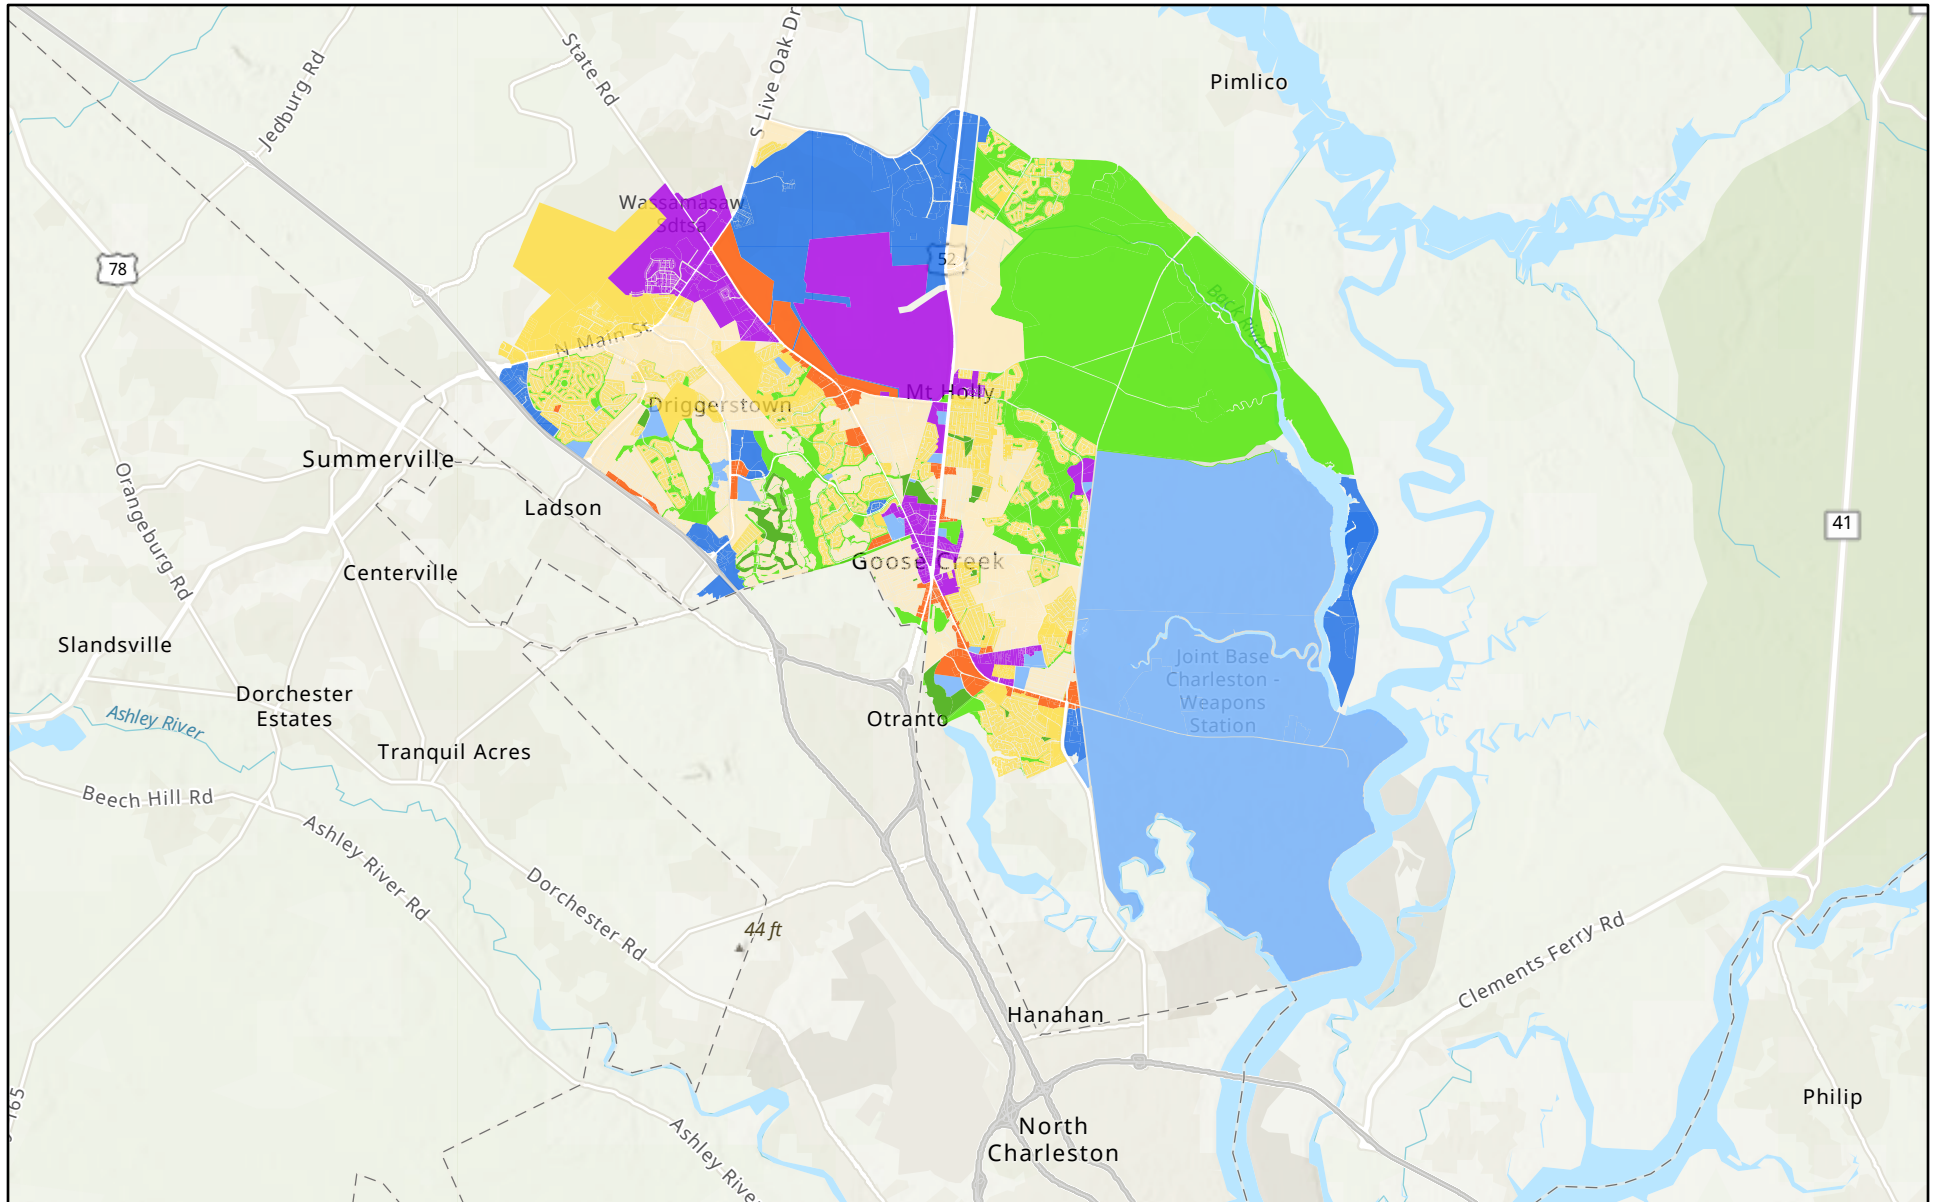 Jedburg Rd
State Rd
S Live Oak Dr
Pimlico
Wassamasaw
Sdtsa
78
52
Back River
N Main St
Mt Holly
Driggerstown
Summerville
Orangeburg Rd
Ladson
41
Goose Creek
Centerville
Slandsville
Joint Base
Charleston -
Weapons
Station
Dorchester
Estates
Ashley River
Otranto
Tranquil Acres
Beech Hill Rd
Ashley River Rd
Dorchester Rd
44 ft
Clements Ferry Rd
Hanahan
165
Philip
North
Charleston
Ashley River